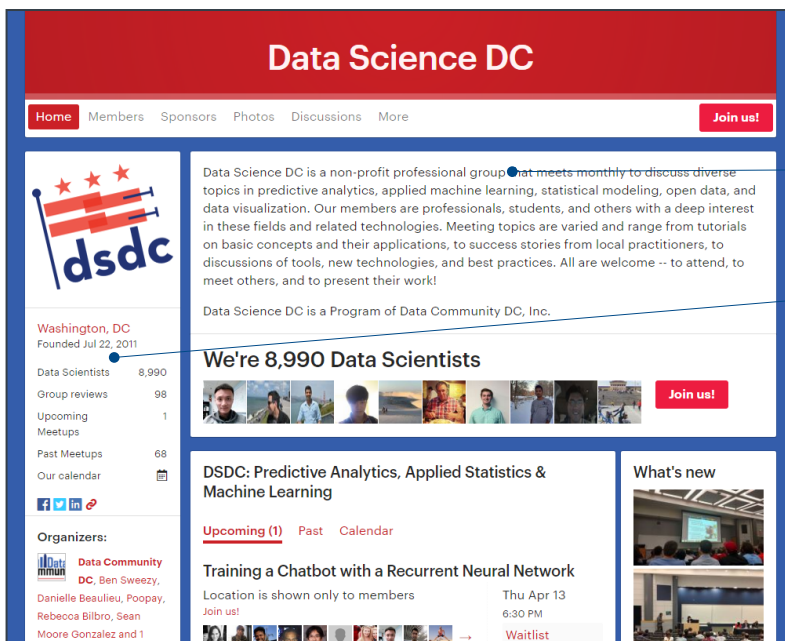 Data Science DC
Home Members Sponsors Photos Discussions More Join us!
dsdc
Washington, DC
Founded Jul 22, 2011
Data Scientists 8,990
Group reviews 98
Upcoming
Meetups 1
Past Meetups 68
Our calendar
Organizers:
Data Community
DC, Ben Sweezy,
Danielle Beaulieu, Poopay,
Rebecca Bilbro, Sean
Moore Gonzalez and 1
Data Science DC is a non-profit professional group that meets monthly to discuss diverse
topics in predictive analytics, applied machine learning, statistical modeling, open data, and
data visualization. Our members are professionals, students, and others with a deep interest
in these fields and related technologies. Meeting topics are varied and range from tutorials
on basic concepts and their applications, to success stories from local practitioners, to
discussions of tools, new technologies, and best practices. All are welcome -- to attend, to
meet others, and to present their work!
Data Science DC is a Program of Data Community DC, Inc.
We're 8,990 Data Scientists
Join us!
DSDC: Predictive Analytics, Applied Statistics &
Machine Learning
Upcoming (1) Past Calendar
Training a Chatbot with a Recurrent Neural Network
Location is shown only to members
Join us!
Thu Apr 13
6:30 PM
Waitlist
What's new